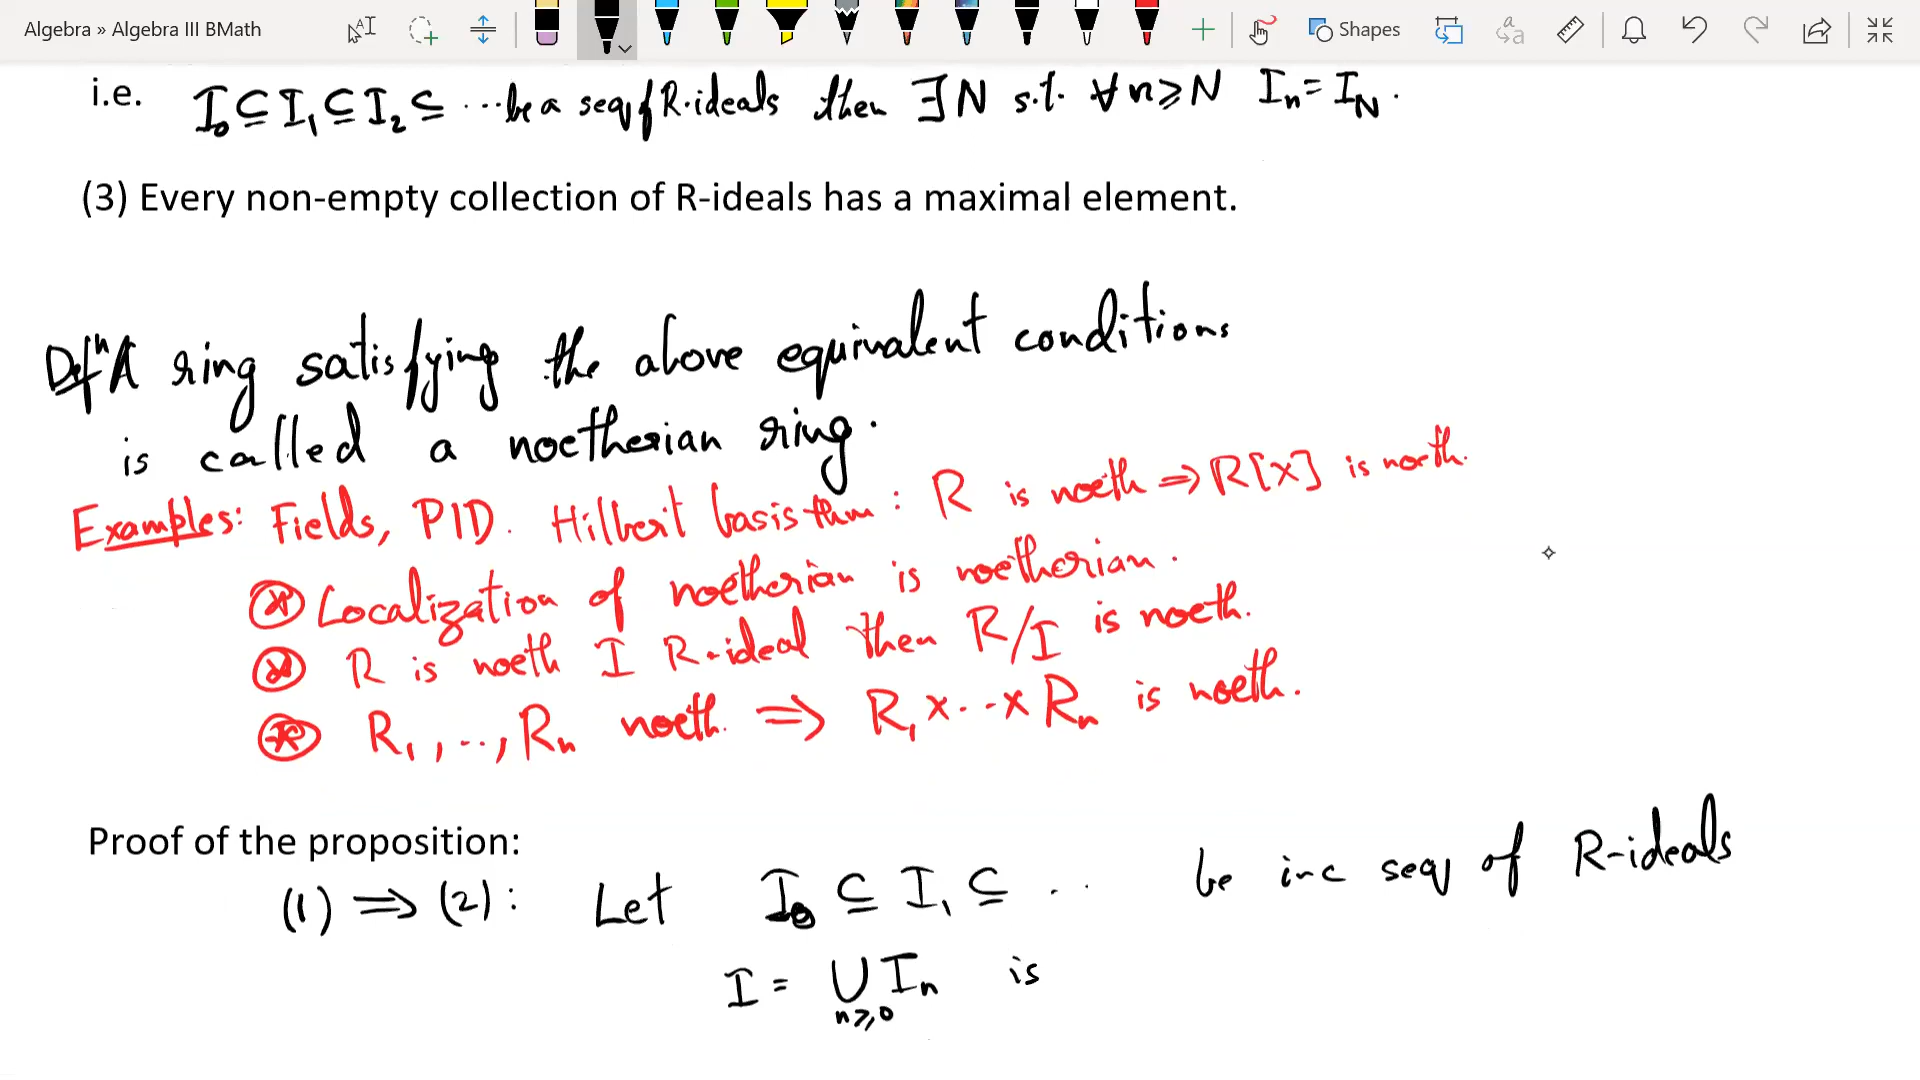 Algebra » Algebra III BMath
Shapes
i.e. I₀ ⊆ I₁ ⊆ I₂ ⊆ ... be a seq of R-ideals then ∃ N s.t. ∀ n ≥ N Iₙ = I_N.
(3) Every non-empty collection of R-ideals has a maximal element.
Defⁿ A ring satisfying the above equivalent conditions
is called a noetherian ring.
Examples: Fields, PID. Hilbert basis thm: R is noeth ⇒ R[X] is noeth.
⊛ Localization of noetherian is noetherian.
⊛ R is noeth I R-ideal then R/I is noeth.
⊛ R₁, .., Rₙ noeth. ⇒ R₁ x...x Rₙ is noeth.
Proof of the proposition:
(1) ⇒ (2): Let I₀ ⊆ I₁ ⊆ ... be inc seq of R-ideals
I = ⋃ Iₙ is
n≥0